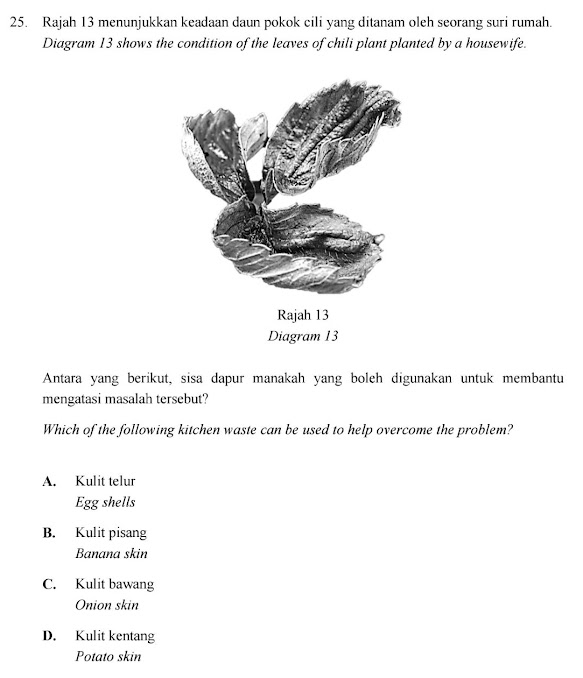 25. Rajah 13 menunjukkan keadaan daun pokok cili yang ditanam oleh seorang suri rumah.
Diagram 13 shows the condition of the leaves of chili plant planted by a housewife.
Rajah 13
Diagram 13
Antara yang berikut, sisa dapur manakah yang boleh digunakan untuk membantu
mengatasi masalah tersebut?
Which of the following kitchen waste can be used to help overcome the problem?
A. Kulit telur
Egg shells
B. Kulit pisang
Banana skin
C. Kulit bawang
Onion skin
D. Kulit kentang
Potato skin